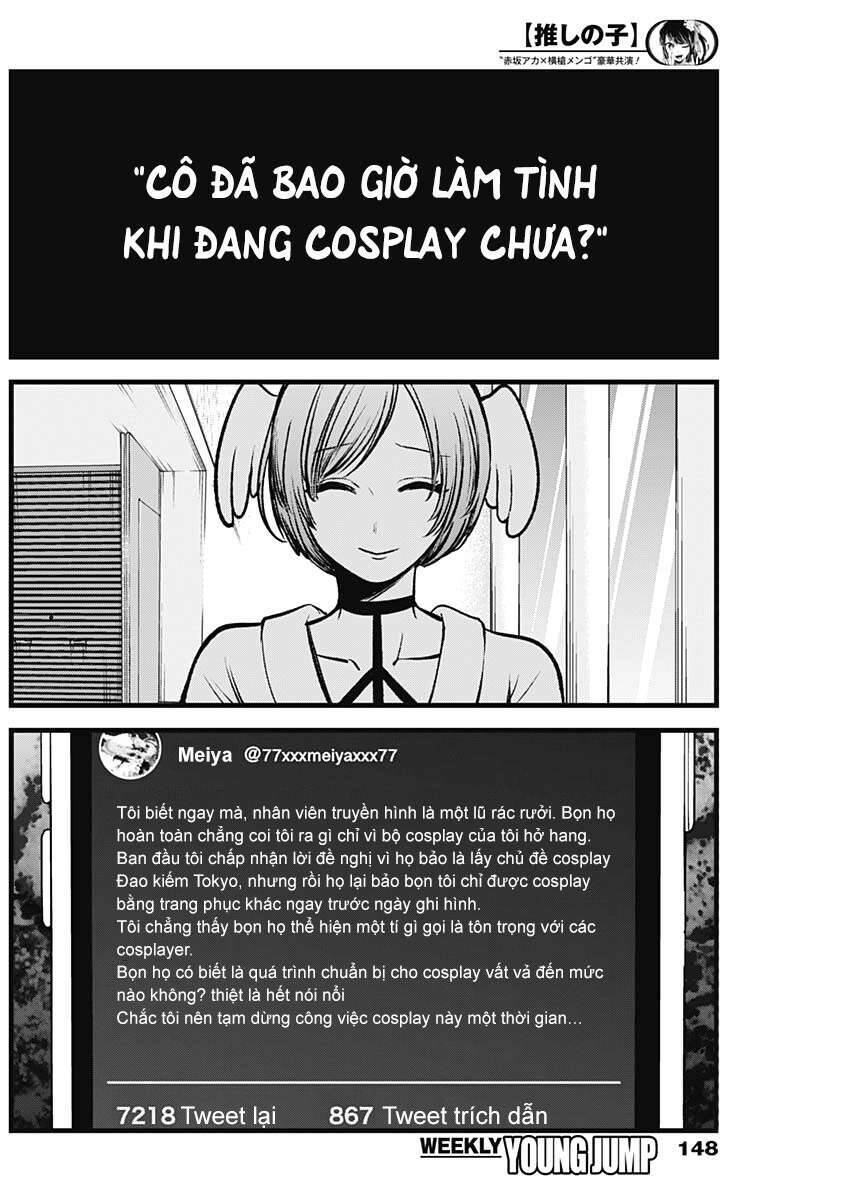 【推しの子】
"赤坂アカ×横槍メンゴ"豪華共演！
"CÔ ĐÃ BAO GIỜ LÀM TÌNH
KHI ĐANG COSPLAY CHƯA?"
Meiya @77xxxmeiyaxxx77
Tôi biết ngay mà, nhân viên truyền hình là một lũ rác rưởi. Bọn họ
hoàn toàn chẳng coi tôi ra gì chỉ vì bộ cosplay của tôi hở hang.
Ban đầu tôi chấp nhận lời đề nghị vì họ bảo là lấy chủ đề cosplay
Đao kiếm Tokyo, nhưng rồi họ lại bảo bọn tôi chỉ được cosplay
bằng trang phục khác ngay trước ngày ghi hình.
Tôi chẳng thấy bọn họ thể hiện một tí gì gọi là tôn trọng với các
cosplayer.
Bọn họ có biết là quá trình chuẩn bị cho cosplay vất vả đến mức
nào không? thiệt là hết nói nổi
Chắc tôi nên tạm dừng công việc cosplay này một thời gian...
7218 Tweet lại 867 Tweet trích dẫn
WEEKLY YOUNG JUMP 148